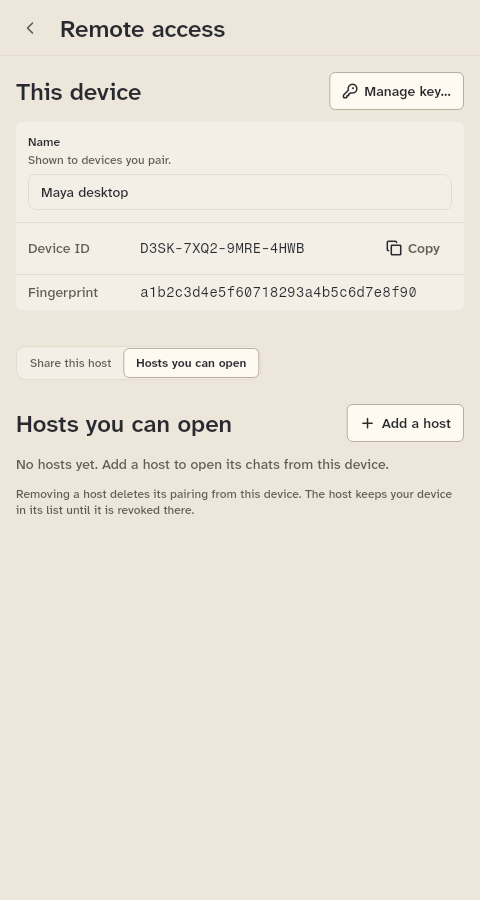 Remote access
This device
Manage key...
Name
Shown to devices you pair.
Maya desktop
Device ID
D3SK-7XQ2-9MRE-4HWB
Copy
Fingerprint
a1b2c3d4e5f60718293a4b5c6d7e8f90
Share this host
Hosts you can open
Hosts you can open
Add a host
No hosts yet. Add a host to open its chats from this device.
Removing a host deletes its pairing from this device. The host keeps your device
in its list until it is revoked there.